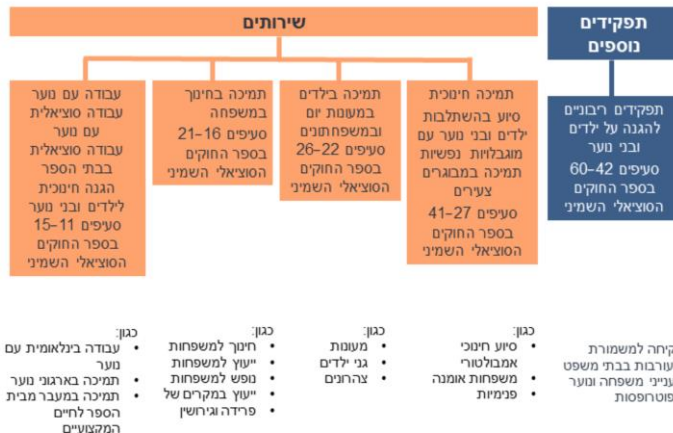 תפקידים
נוספים
שירותים
תפקידים ריבוניים
להגנה על ילדים
ובני נוער
סעיפים 42–60
בספר החוקים
הסוציאלי השמיני
תמיכה חינוכית
סיוע בהשתלבות
ילדים ובני נוער עם
מוגבלויות נפשיות
תמיכה במבוגרים
צעירים
סעיפים 27–41
בספר החוקים
הסוציאלי השמיני
תמיכה בילדים
במעונות יום
ובמשפחתונים
סעיפים 22–26
בספר החוקים
הסוציאלי השמיני
תמיכה בחינוך
במשפחה
סעיפים 16–21
בספר החוקים
הסוציאלי השמיני
עבודה עם נוער
עבודה סוציאלית
עם נוער
עבודה סוציאלית
בבתי הספר
הגנה חינוכית
לילדים ובני נוער
סעיפים 11–15
בספר החוקים
הסוציאלי השמיני
קיחה למשמורת
עורבות בבתי משפט
ענייני משפחה ונוער
פוטרופסות
כגון:
• סיוע חינוכי
אמבולטורי
• משפחות אומנה
• פנימיות
כגון:
• מעונות
• גני ילדים
• צהרונים
כגון:
• חינוך למשפחות
• ייעוץ למשפחות
• נופש למשפחות
• ייעוץ במקרים של
• פרידה וגירושין
כגון:
• עבודה בינלאומית עם
נוער
• תמיכה בארגוני נוער
• תמיכה במעבר מבית
הספר לחיים
המקצועיים